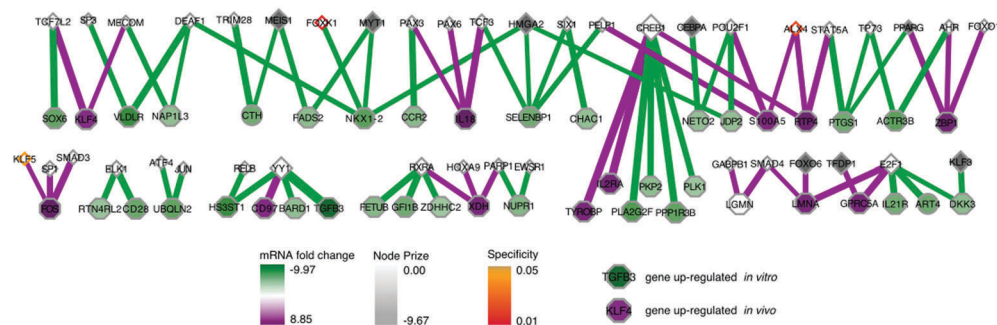 TCF7L2 SP3 MECOM DEAF1 TRIM28 MEIS1 FOXK1 MYT1 PAX3 PAX6 TCF3 HMGA2 SIX1 PELP1 CREB1 CEBPA POU2F1 ALX4 STAT5A TP73 PPARG AHR FOXO
SOX6 KLF4 VLDLR NAP1L3 CTH FADS2 NKX1-2 CCR2 IL18 SELENBP1 CHAC1 NETO2 JDP2 S100A5 RTP4 PTGS1 ACTR3B ZBP1
KLF5 SP1 SMAD3 ELK1 ATF4 JUN RELB YY1 RXRA HOXA9 PARP1 EWSR1 GABPB1 SMAD4 FOXO6 TFDP1 E2F1 KLF3
IL2RA PKP2 PLK1
FOS RTN4RL2 CD28 UBQLN2 HS3ST1 CD97 BARD1 TGFB3 FETUB GFI1B ZDHHC2 XDH NUPR1 TYROBP PLA2G2F PPP1R3B LGMN LMNA GPRC5A IL21R ART4 DKK3
mRNA fold change
-9.97
8.85
Node Prize
0.00
-9.67
Specificity
0.05
0.01
TGFB3 gene up-regulated in vitro
KLF4 gene up-regulated in vivo